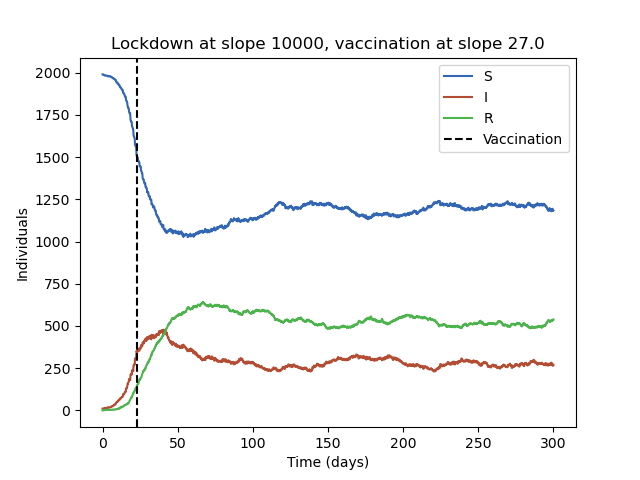 Lockdown at slope 10000, vaccination at slope 27.0
S
I
R
Vaccination
Individuals
2000
1750
1500
1250
1000
750
500
250
0
0 50 100 150 200 250 300
Time (days)